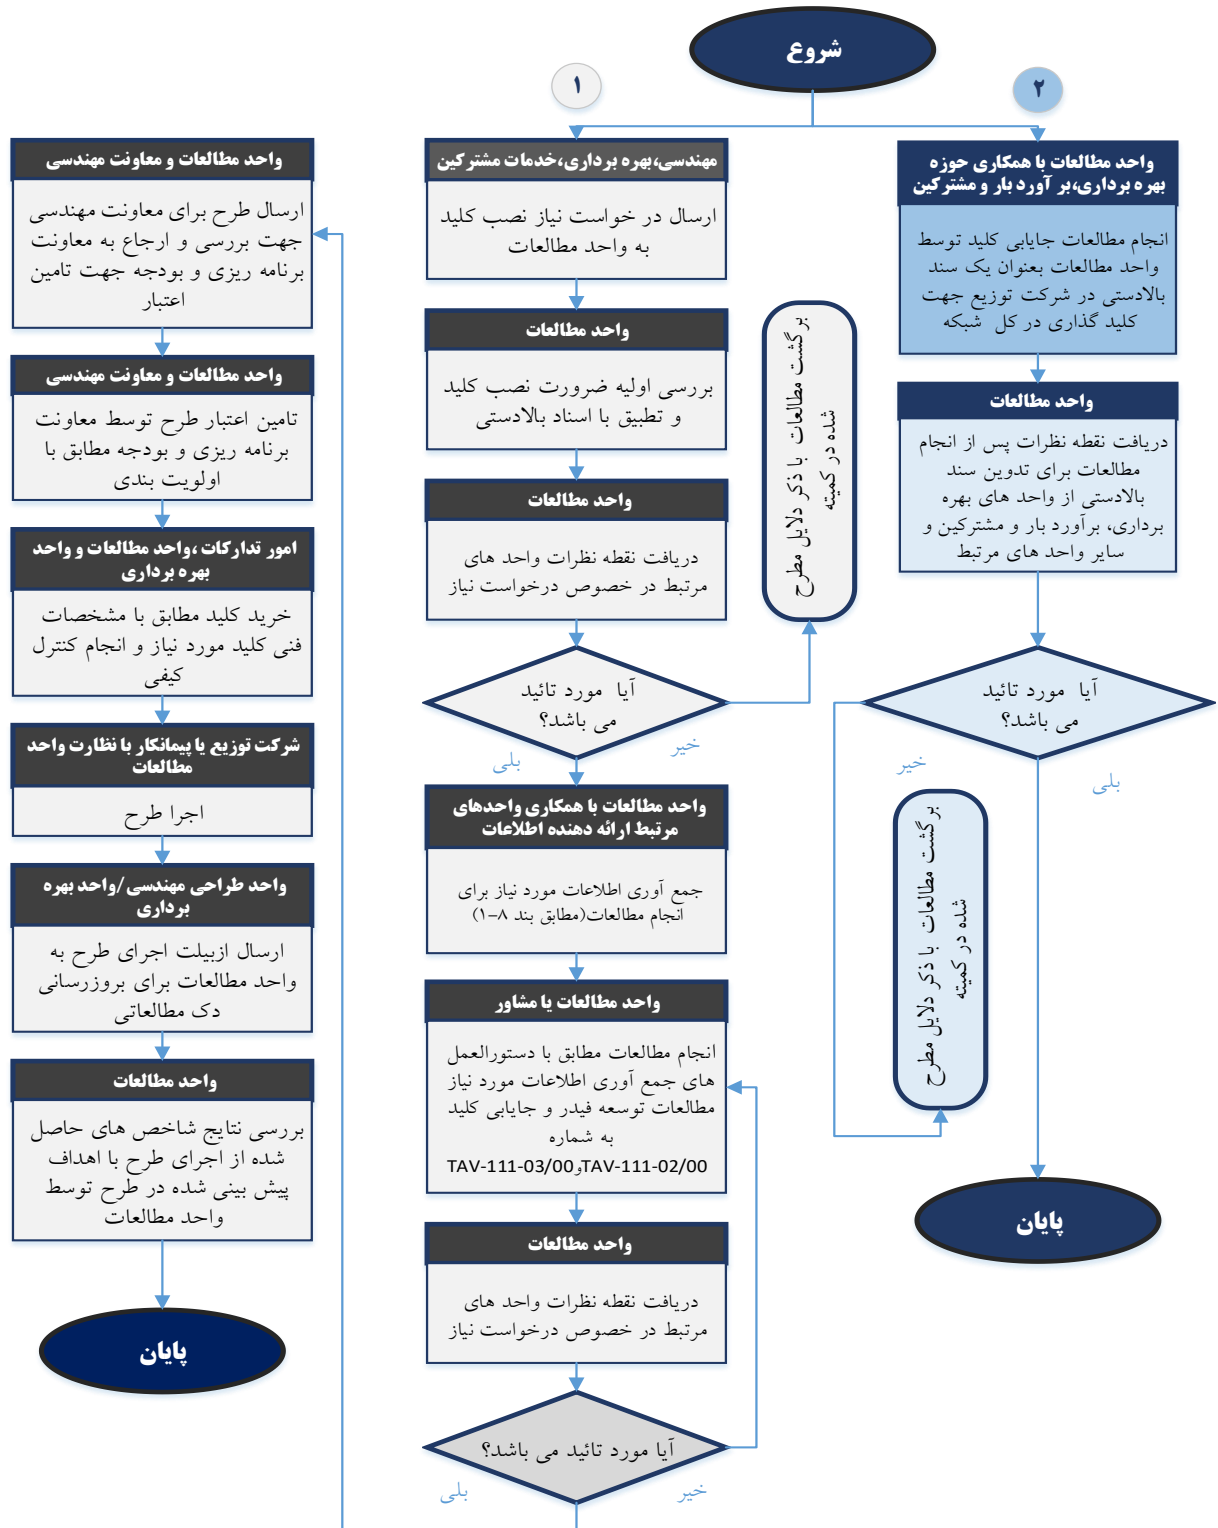 شروع
۲
واحد مطالعات با همکاری حوزه
بهره برداری،بر آورد بار و مشترکین
انجام مطالعات جایابی کلید توسط
واحد مطالعات بعنوان یک سند
بالادستی در شرکت توزیع جهت
کلید گذاری در کل شبکه
واحد مطالعات
دریافت نقطه نظرات پس از انجام
مطالعات برای تدوین سند
بالادستی از واحد های بهره
برداری، برآورد بار و مشترکین و
سایر واحد های مرتبط
آیا مورد تائید
می باشد؟
خیر
بلی
برگشت مطالعات با ذکر دلایل مطرح
شده در کمیته
پایان
۱
مهندسی،بهره برداری،خدمات مشترکین
ارسال در خواست نیاز نصب کلید
به واحد مطالعات
واحد مطالعات
بررسی اولیه ضرورت نصب کلید
و تطبیق با اسناد بالادستی
واحد مطالعات
دریافت نقطه نظرات واحد های
مرتبط در خصوص درخواست نیاز
آیا مورد تائید
می باشد؟
خیر
بلی
برگشت مطالعات با ذکر دلایل مطرح
شده در کمیته
واحد مطالعات با همکاری واحدهای
مرتبط ارائه دهنده اطلاعات
جمع آوری اطلاعات مورد نیاز برای
انجام مطالعات(مطابق بند ۸-۱)
واحد مطالعات یا مشاور
انجام مطالعات مطابق با دستورالعمل
های جمع آوری اطلاعات مورد نیاز
مطالعات توسعه فیدر و جایابی کلید
به شماره
TAV-111-02/00و TAV-111-03/00
واحد مطالعات
دریافت نقطه نظرات واحد های
مرتبط در خصوص درخواست نیاز
آیا مورد تائید می باشد؟
خیر
بلی
واحد مطالعات و معاونت مهندسی
ارسال طرح برای معاونت مهندسی
جهت بررسی و ارجاع به معاونت
برنامه ریزی و بودجه جهت تامین
اعتبار
واحد مطالعات و معاونت مهندسی
تامین اعتبار طرح توسط معاونت
برنامه ریزی و بودجه مطابق با
اولویت بندی
امور تدارکات ،واحد مطالعات و واحد
بهره برداری
خرید کلید مطابق با مشخصات
فنی کلید مورد نیاز و انجام کنترل
کیفی
شرکت توزیع یا پیمانکار با نظارت واحد
مطالعات
اجرا طرح
واحد طراحی مهندسی/واحد بهره
برداری
ارسال ازبیلت اجرای طرح به
واحد مطالعات برای بروزرسانی
دک مطالعاتی
واحد مطالعات
بررسی نتایج شاخص های حاصل
شده از اجرای طرح با اهداف
پیش بینی شده در طرح توسط
واحد مطالعات
پایان